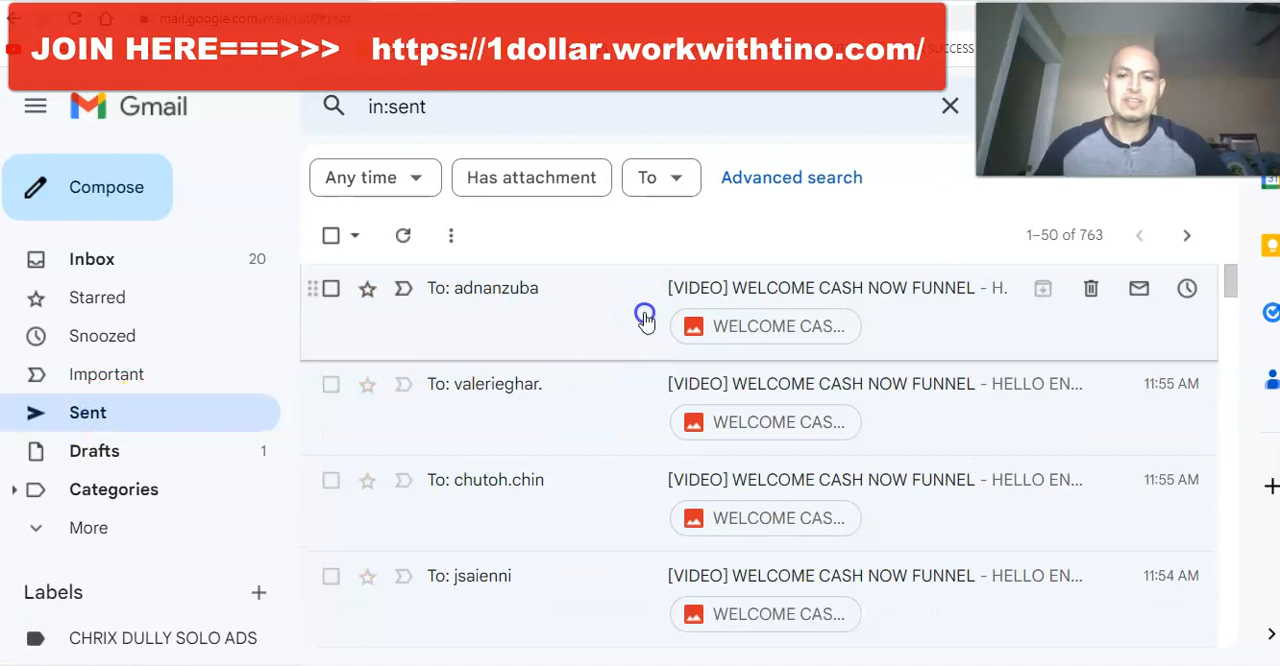 JOIN HERE===>>> https://1dollar.workwithtino.com/
SUCCESS
Gmail
in:sent
Compose
Any time
Has attachment
To
Advanced search
1–50 of 763
Inbox 20
Starred
Snoozed
Important
Sent
Drafts 1
Categories
More
Labels
CHRIX DULLY SOLO ADS
To: adnanzuba [VIDEO] WELCOME CASH NOW FUNNEL - H.
WELCOME CAS...
To: valerieghar. [VIDEO] WELCOME CASH NOW FUNNEL - HELLO EN... 11:55 AM
WELCOME CAS...
To: chutoh.chin [VIDEO] WELCOME CASH NOW FUNNEL - HELLO EN... 11:55 AM
WELCOME CAS...
To: jsaienni [VIDEO] WELCOME CASH NOW FUNNEL - HELLO EN... 11:54 AM
WELCOME CAS...